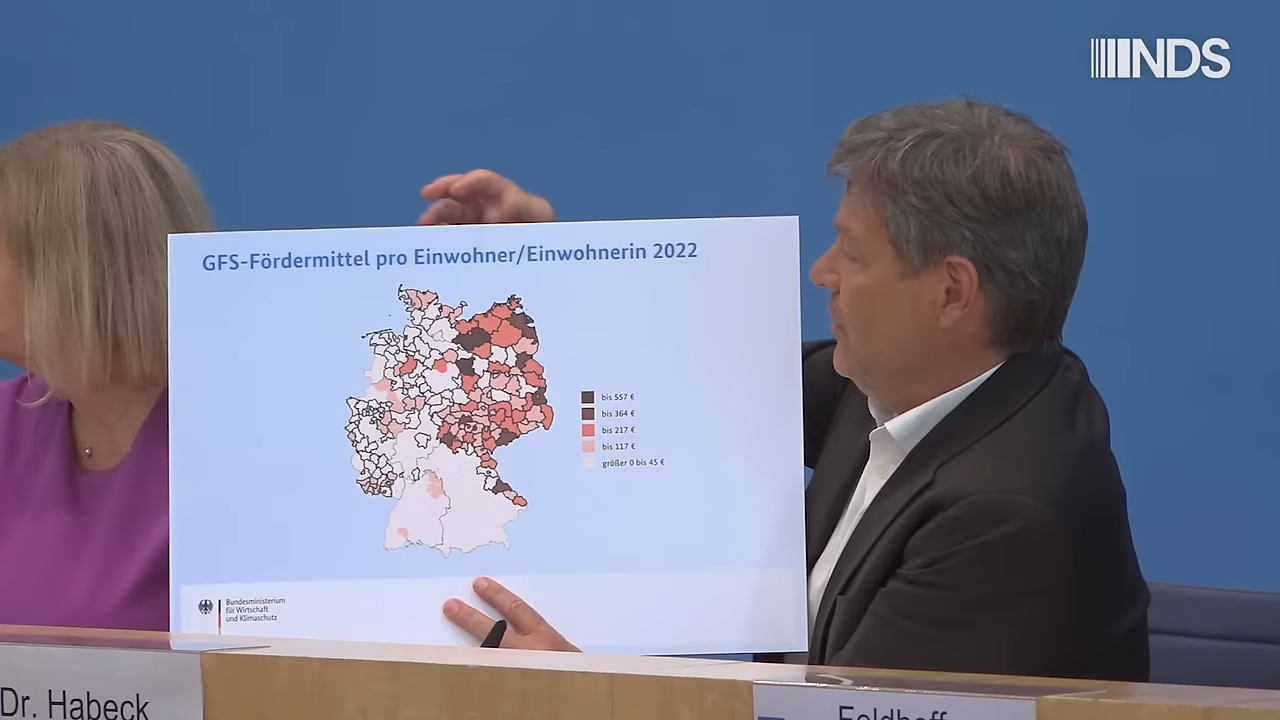 NDS
GFS-Fördermittel pro Einwohner/Einwohnerin 2022
bis 557 €
bis 364 €
bis 217 €
bis 117 €
größer 0 bis 45 €
Bundesministerium
für Wirtschaft
und Klimaschutz
Dr. Habeck
Feldhoff